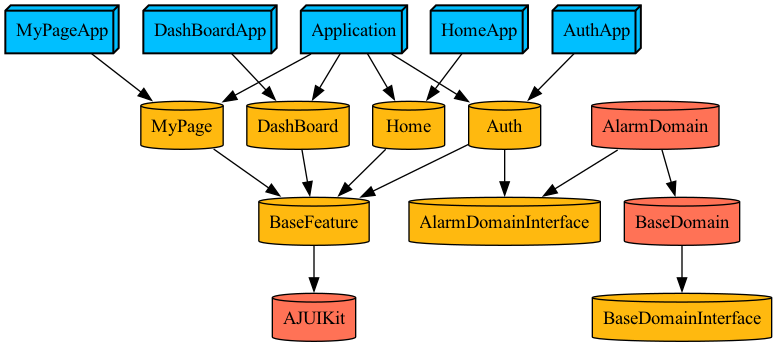 MyPageApp
DashBoardApp
Application
HomeApp
AuthApp
MyPage
DashBoard
Home
Auth
AlarmDomain
BaseFeature
AlarmDomainInterface
BaseDomain
AJUIKit
BaseDomainInterface